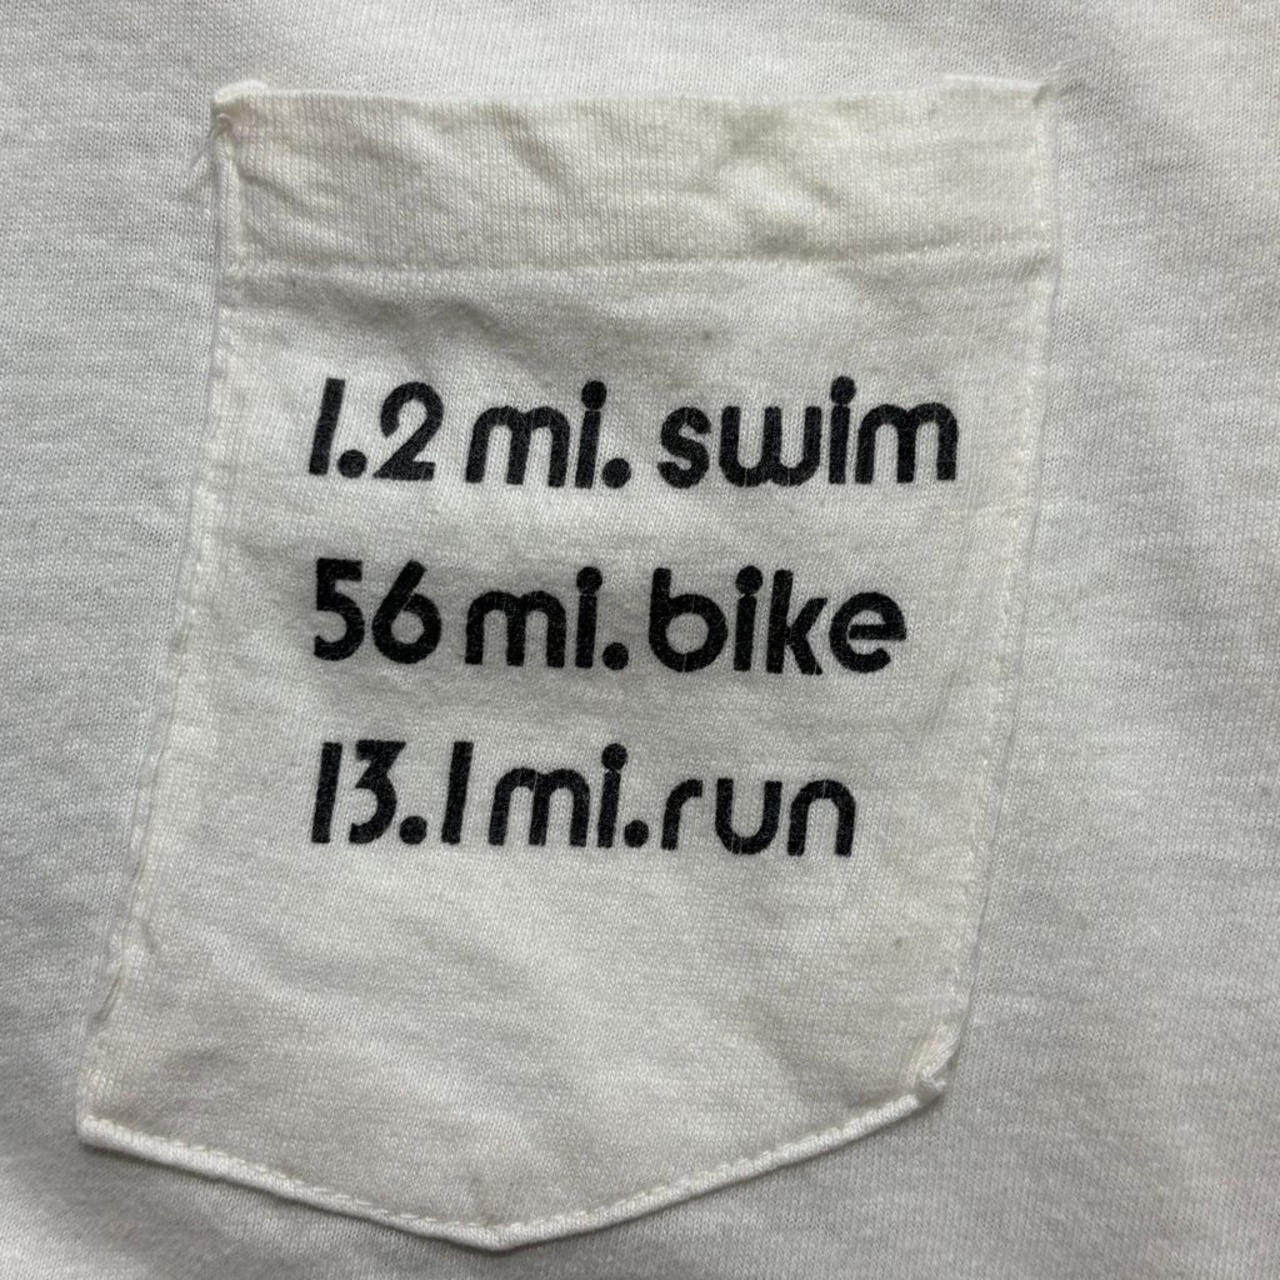 1.2 mi. swim
56 mi. bike
13.1 mi. run